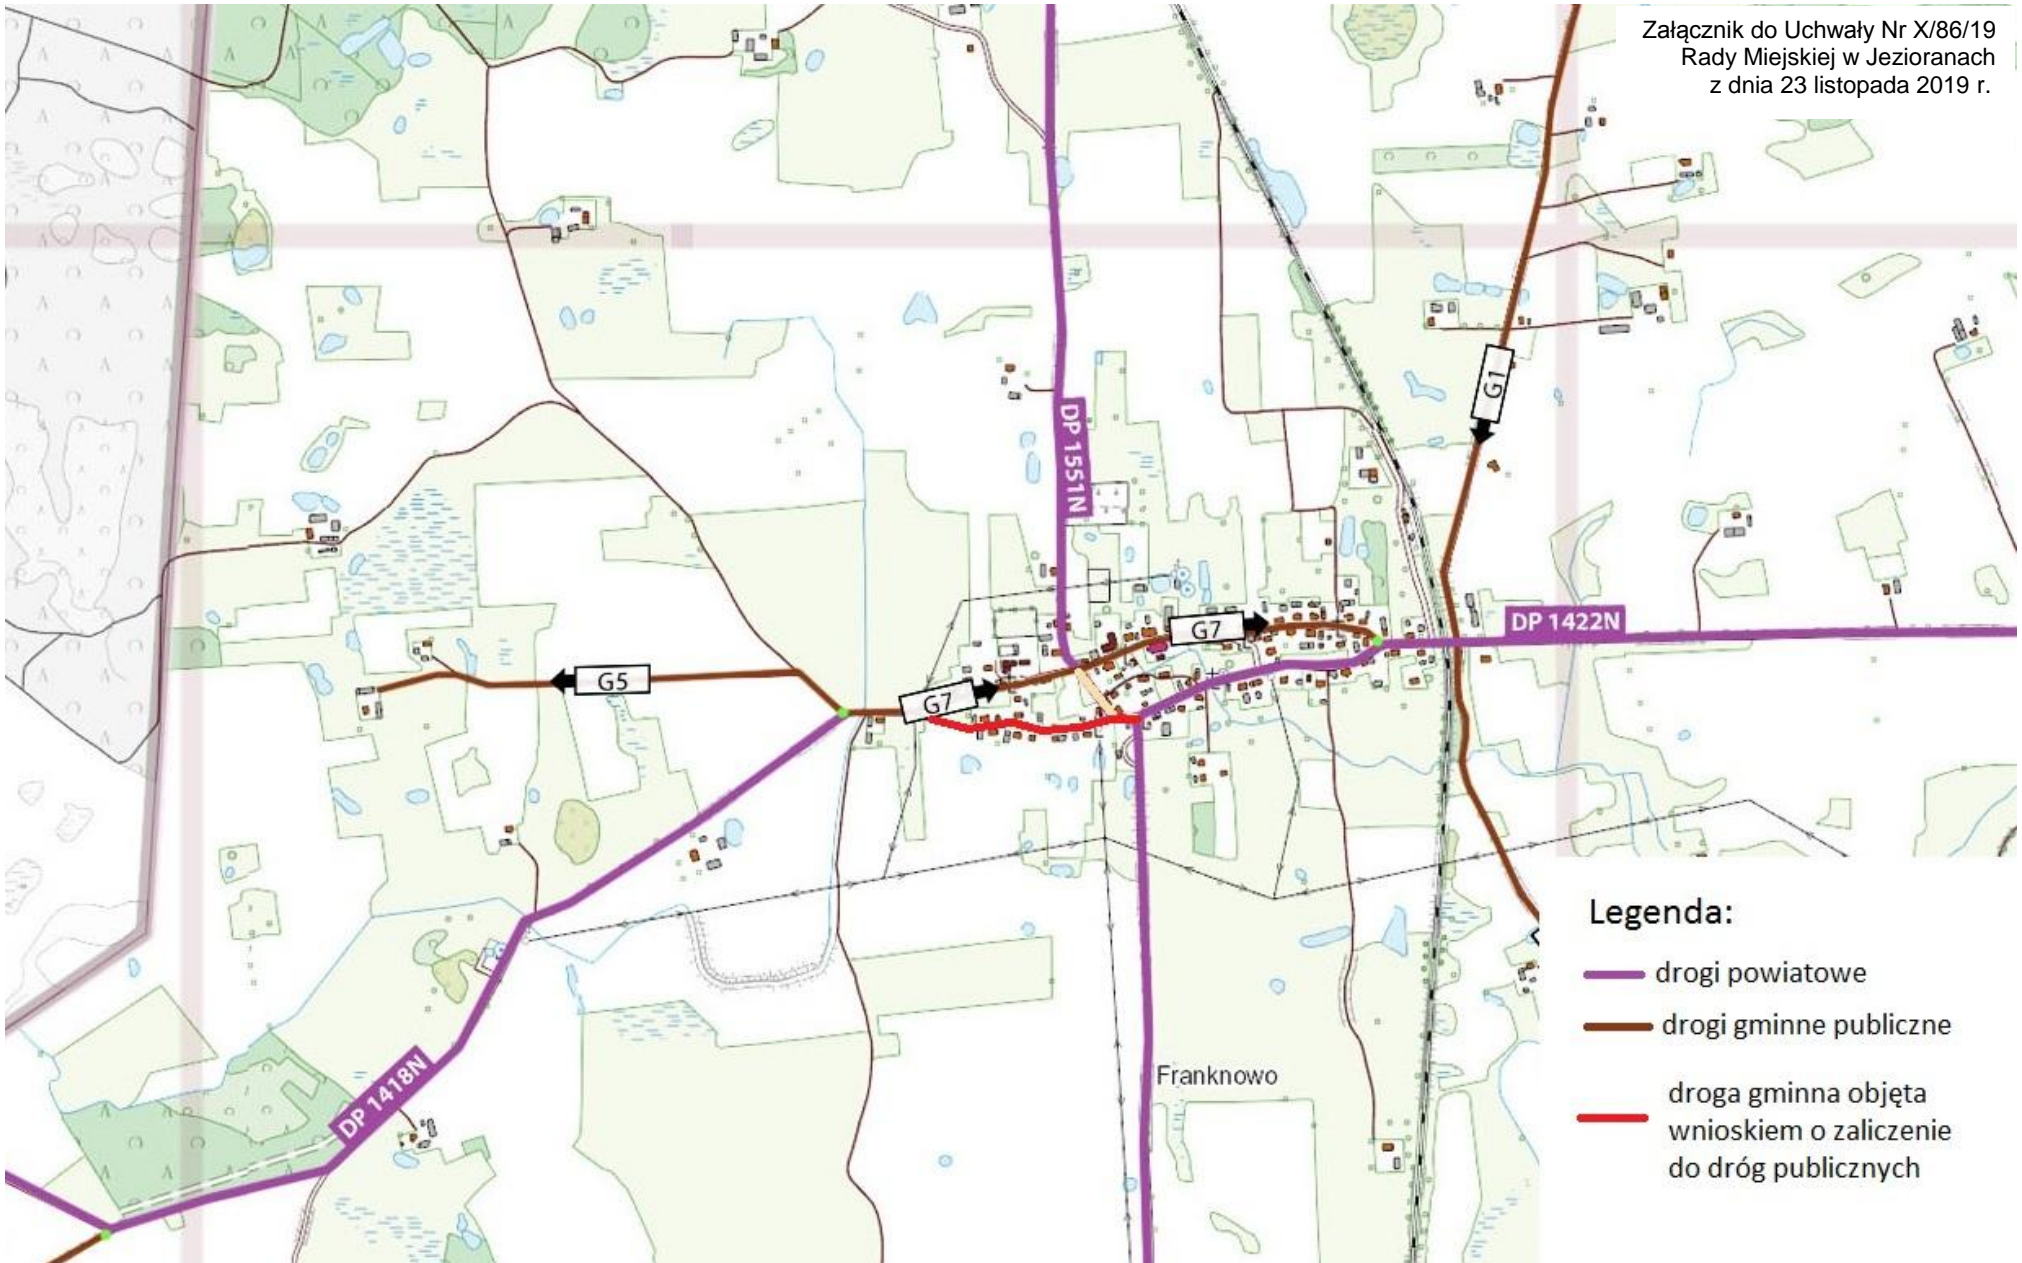 Załącznik do Uchwały Nr X/86/19
Rady Miejskiej w Jezioranach
z dnia 23 listopada 2019 r.
G1
DP 1551N
DP 1422N
G7
G5
G7
DP 1418N
Franknowo
Legenda:
drogi powiatowe
drogi gminne publiczne
droga gminna objęta
wnioskiem o zaliczenie
do dróg publicznych